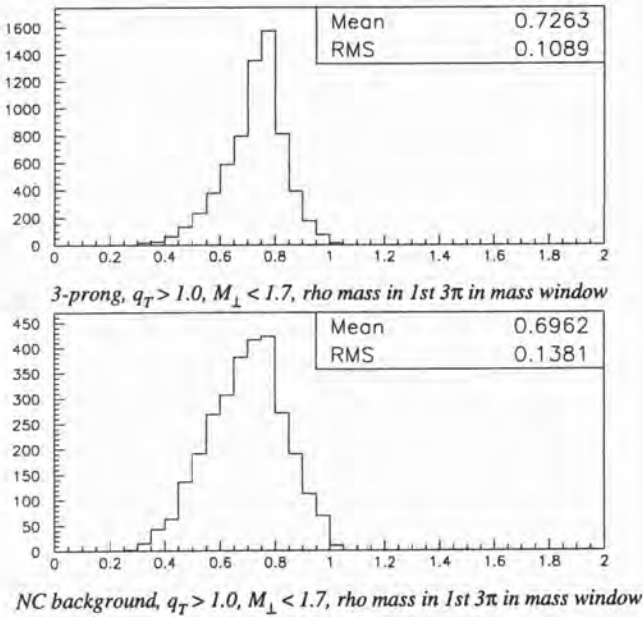 Mean 0.7263
RMS 0.1089
1600
1400
1200
1000
800
600
400
200
0
0 0.2 0.4 0.6 0.8 1 1.2 1.4 1.6 1.8 2
3-prong, q_T > 1.0, M_⊥ < 1.7, rho mass in 1st 3π in mass window
Mean 0.6962
RMS 0.1381
450
400
350
300
250
200
150
100
50
0
0 0.2 0.4 0.6 0.8 1 1.2 1.4 1.6 1.8 2
NC background, q_T > 1.0, M_⊥ < 1.7, rho mass in 1st 3π in mass window